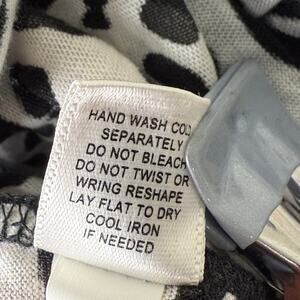 HAND WASH COLD
SEPARATELY
DO NOT BLEACH
DO NOT TWIST OR
WRING RESHAPE
LAY FLAT TO DRY
COOL IRON
IF NEEDED